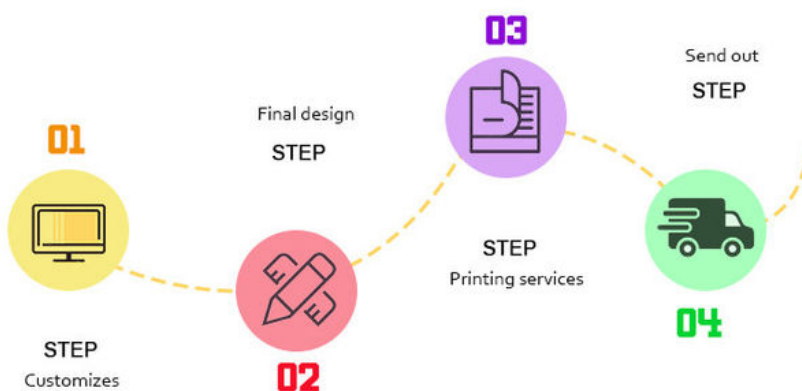 01
STEP
Customizes
Final design
STEP
02
03
STEP
Printing services
Send out
STEP
04